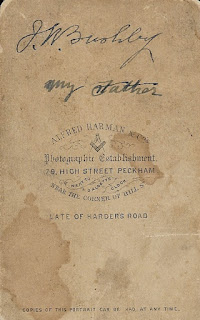 J. W. Bushby
my Father
ALFRED HARMAN & CO.
Photographic Establishment.
79, HIGH STREET PECKHAM
NEAR THE CORNER OF HILL ST
LATE OF HARDERS ROAD
COPIES OF THIS PORTRAIT CAN BE HAD, AT ANY TIME.